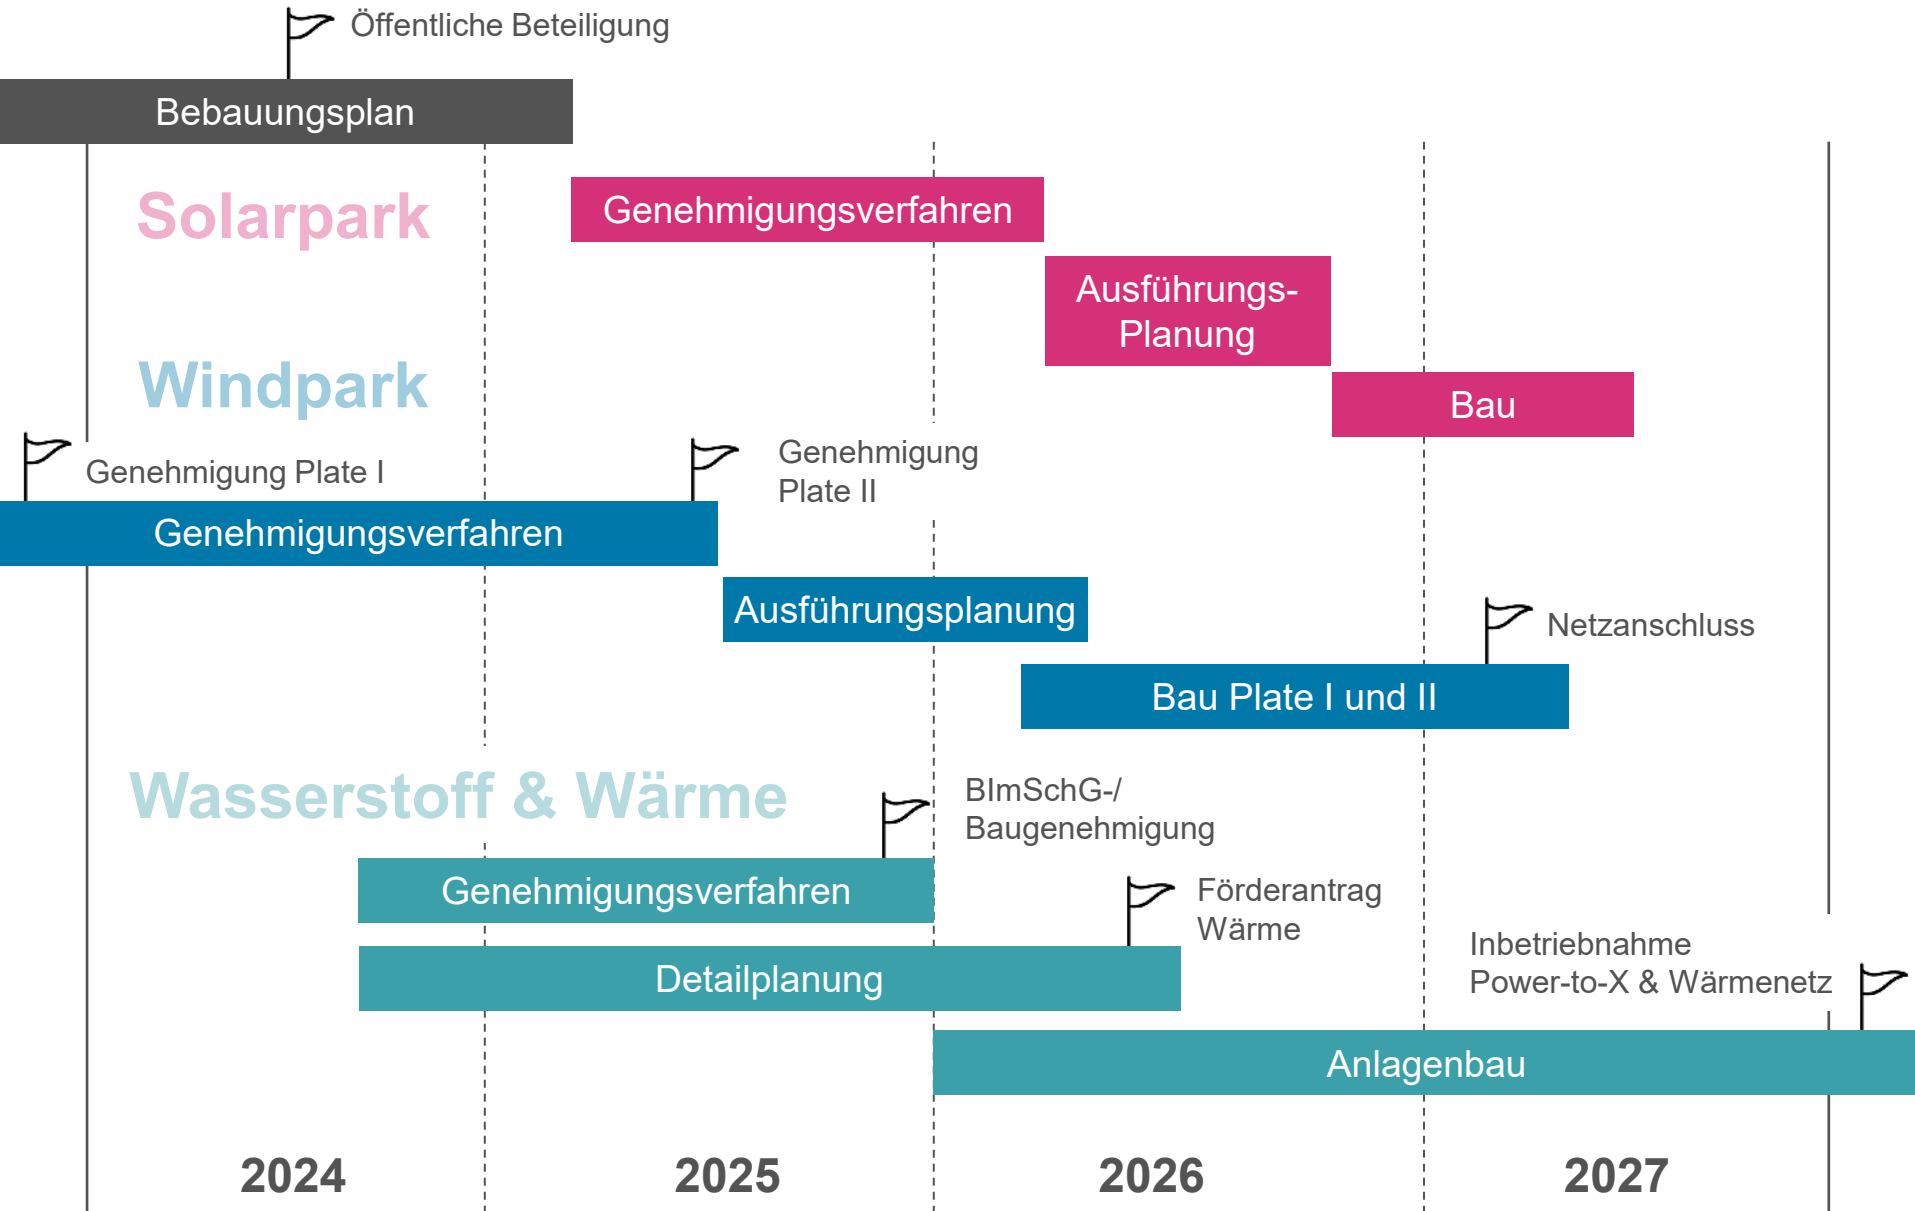 Öffentliche Beteiligung
Bebauungsplan
Solarpark
Genehmigungsverfahren
Ausführungs-
Planung
Bau
Windpark
Genehmigung Plate I
Genehmigung
Plate II
Genehmigungsverfahren
Ausführungsplanung
Netzanschluss
Bau Plate I und II
Wasserstoff & Wärme
BImSchG-/
Baugenehmigung
Genehmigungsverfahren
Förderantrag
Wärme
Detailplanung
Inbetriebnahme
Power-to-X & Wärmenetz
Anlagenbau
2024 2025 2026 2027